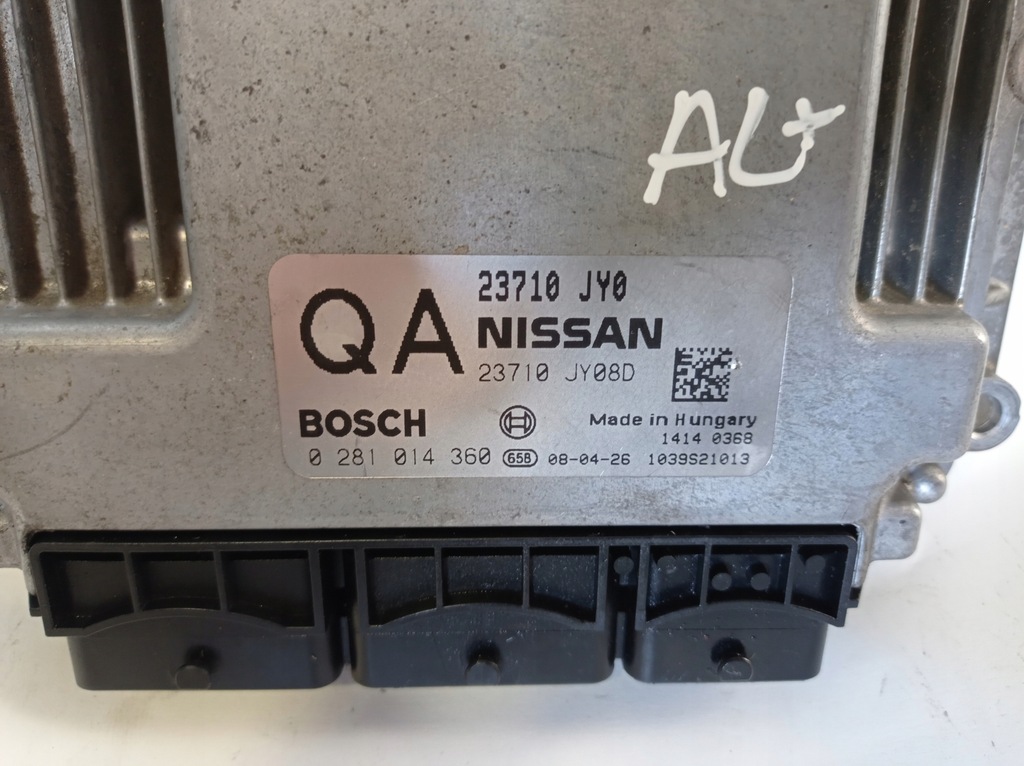 AU+
QA
23710 JY0
NISSAN
23710 JY08D
BOSCH
Made in Hungary
1414 0368
0 281 014 360 658 08-04-26 1039S21013